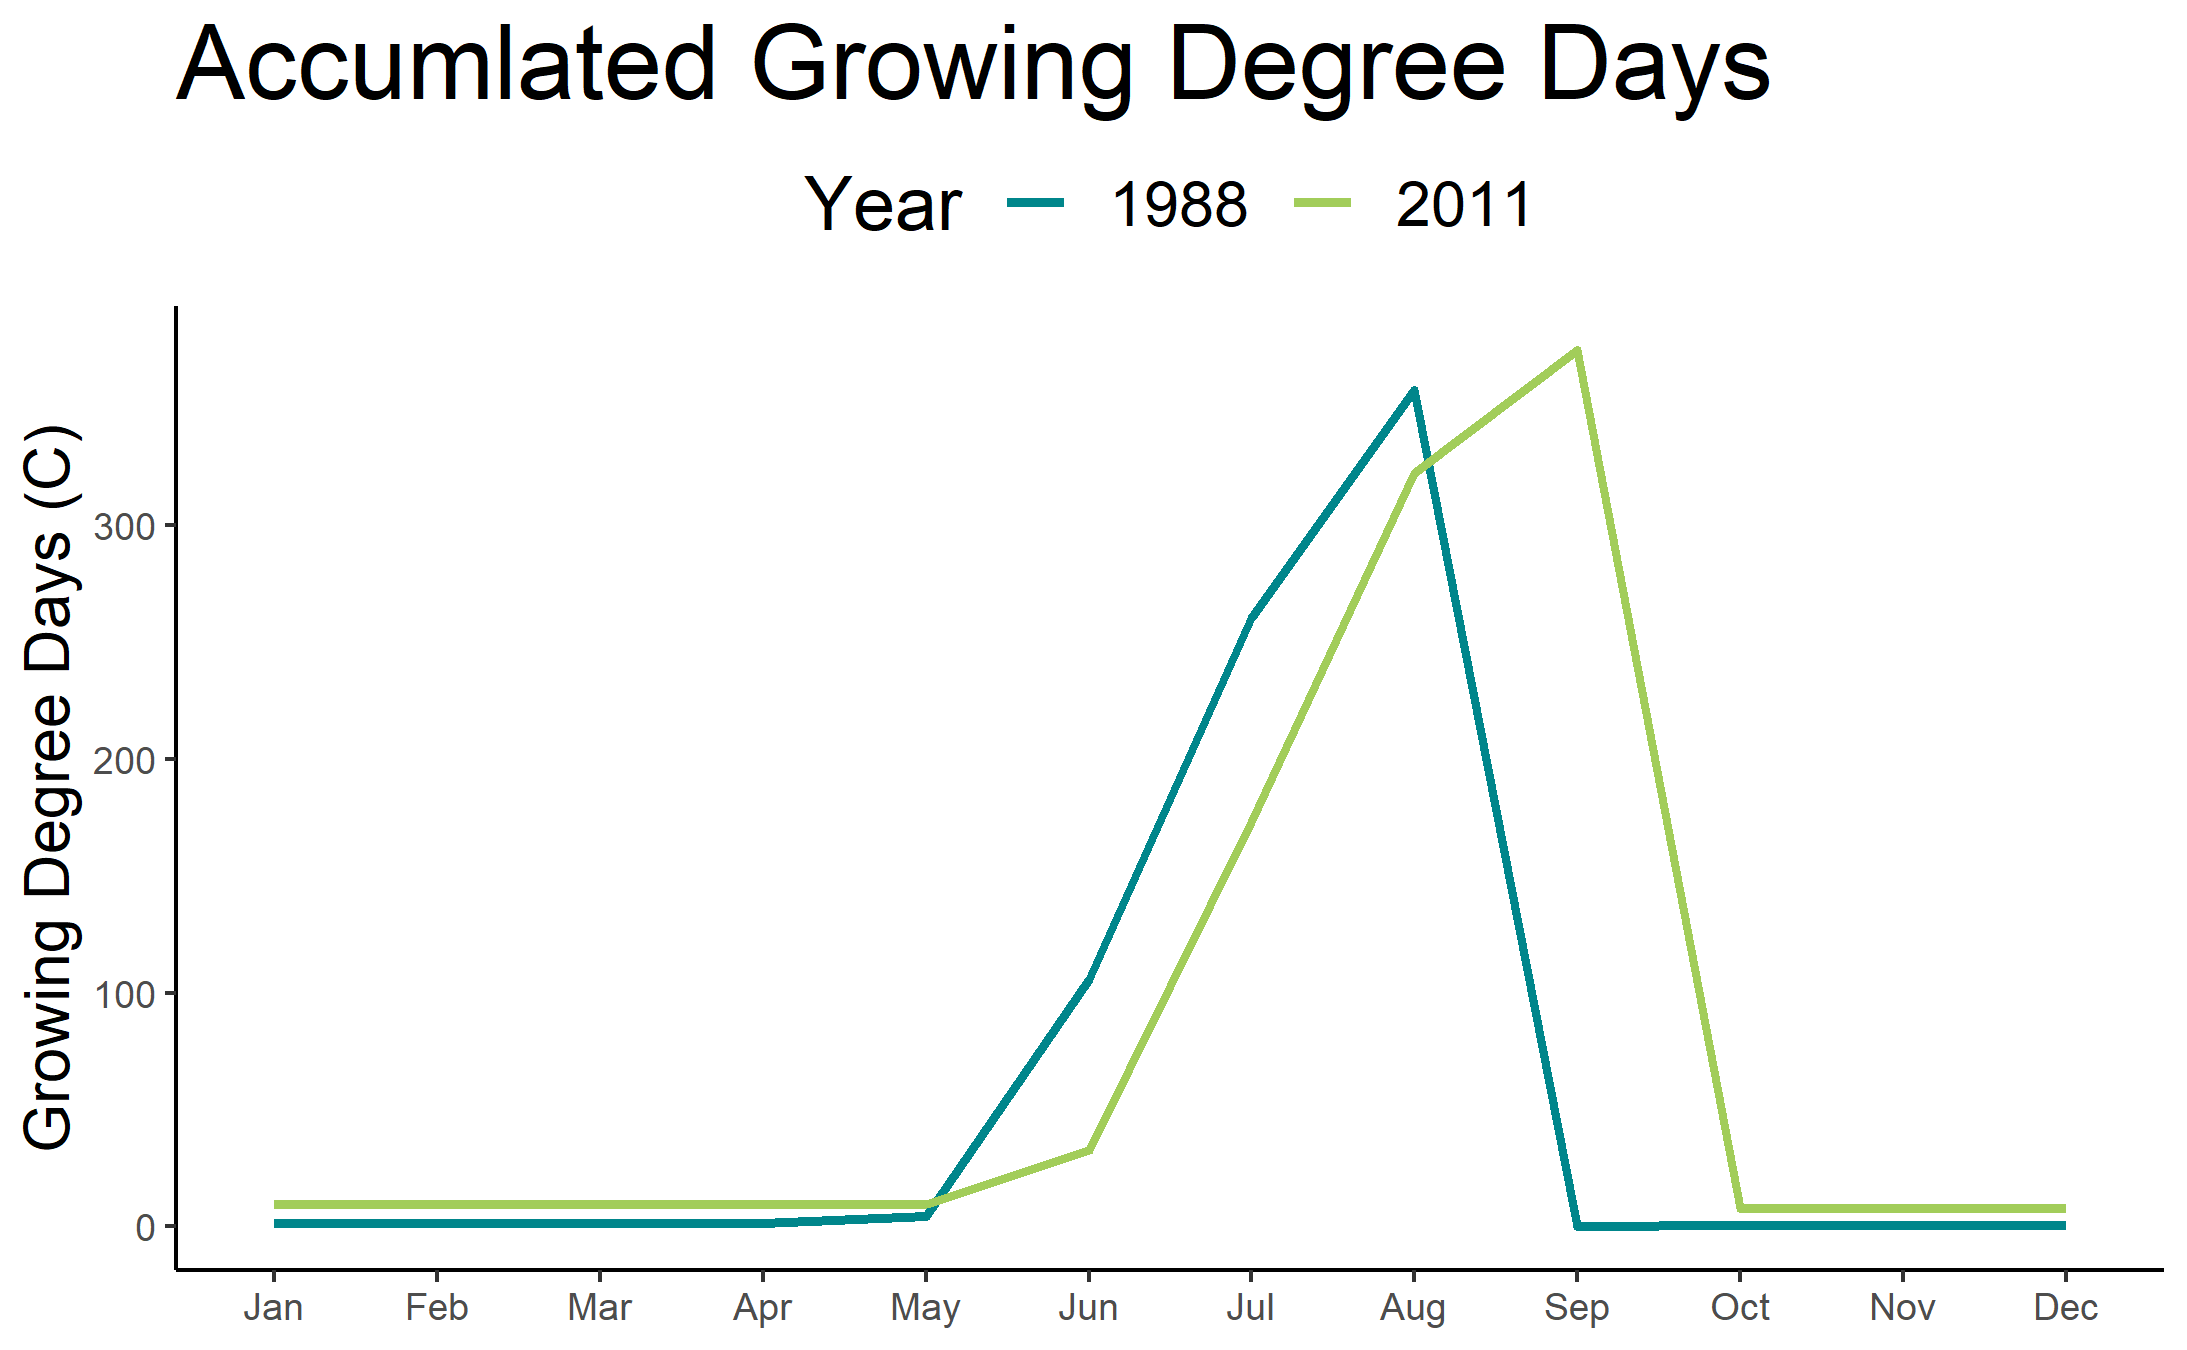 Accumlated Growing Degree Days
Year 1988 2011
Growing Degree Days (C)
300
200
100
0
Jan Feb Mar Apr May Jun Jul Aug Sep Oct Nov Dec